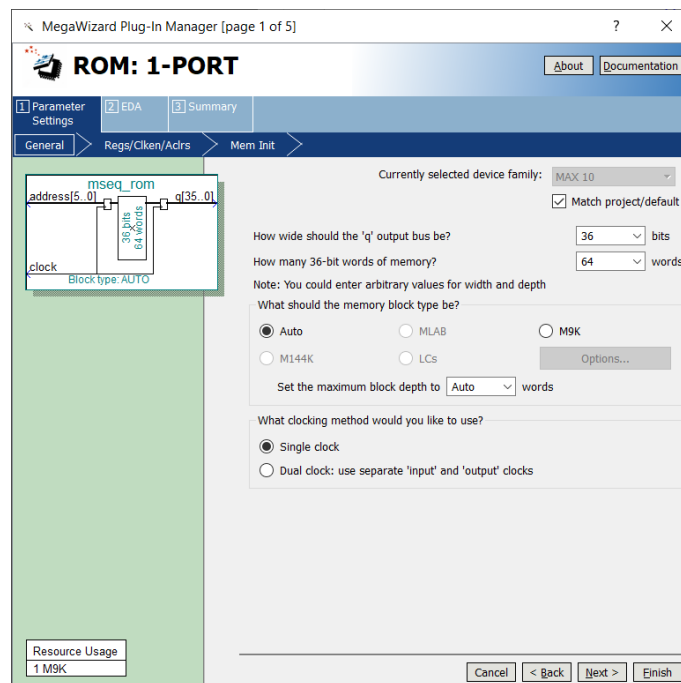 MegaWizard Plug-In Manager [page 1 of 5]
?
ROM: 1-PORT
About
Documentation
1 Parameter Settings
2 EDA
3 Summary
General
Regs/Clken/Aclrs
Mem Init
mseq_rom
address[5..0]
q[35..0]
36 bits
64 words
clock
Block type: AUTO
Currently selected device family:
MAX 10
Match project/default
How wide should the 'q' output bus be?
36
bits
How many 36-bit words of memory?
64
words
Note: You could enter arbitrary values for width and depth
What should the memory block type be?
Auto
MLAB
M9K
M144K
LCs
Options...
Set the maximum block depth to
Auto
words
What clocking method would you like to use?
Single clock
Dual clock: use separate 'input' and 'output' clocks
Resource Usage
1 M9K
Cancel
< Back
Next >
Finish